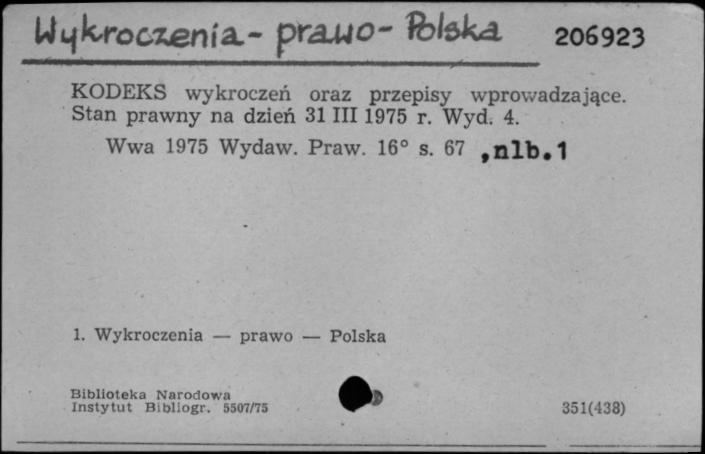 Wykroczenia - prawo - Polska 206923
KODEKS wykroczeń oraz przepisy wprowadzające.
Stan prawny na dzień 31 III 1975 r. Wyd. 4.
Wwa 1975 Wydaw. Praw. 16° s. 67 ,nlb.1
1. Wykroczenia — prawo — Polska
Biblioteka Narodowa
Instytut Bibliogr. 5507/75 351(438)